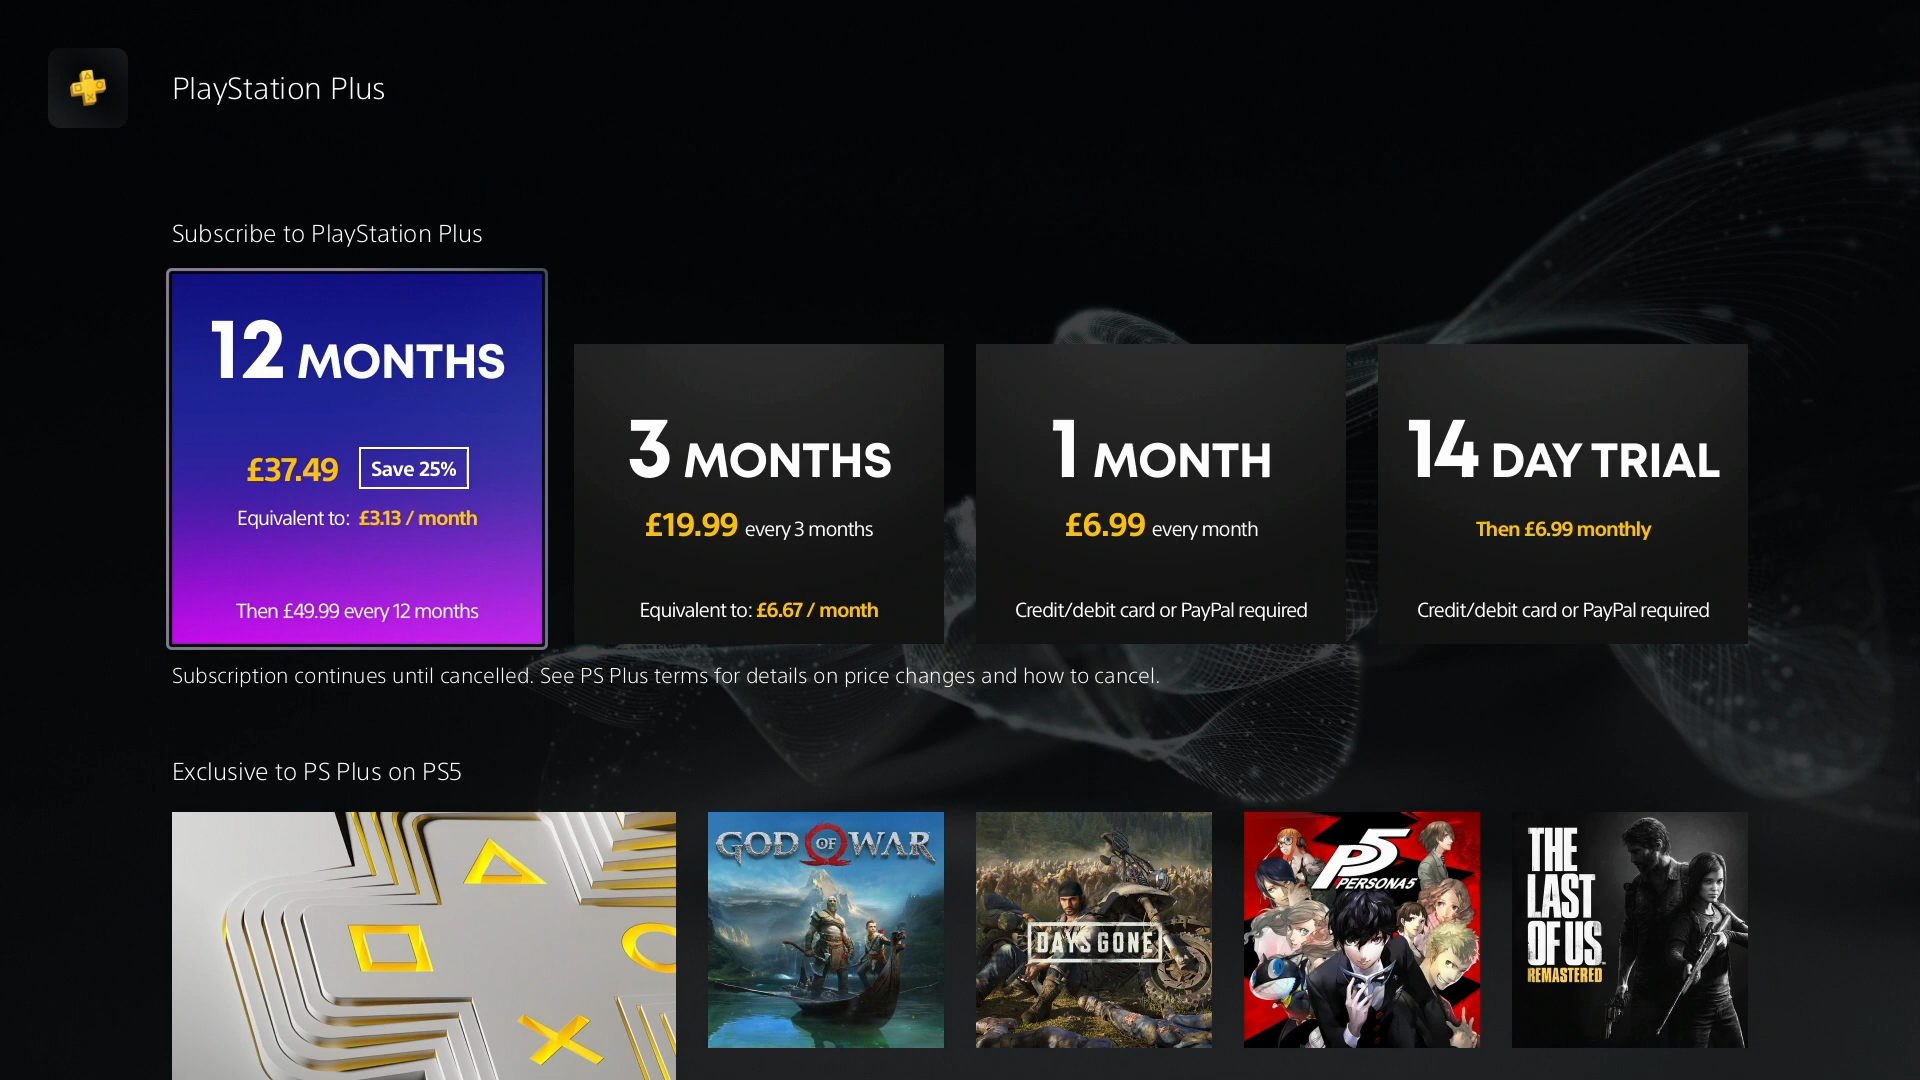 PlayStation Plus
Subscribe to PlayStation Plus
12 MONTHS
£37.49 Save 25%
Equivalent to: £3.13 / month
Then £49.99 every 12 months
3 MONTHS
£19.99 every 3 months
Equivalent to: £6.67 / month
1 MONTH
£6.99 every month
Credit/debit card or PayPal required
14 DAY TRIAL
Then £6.99 monthly
Credit/debit card or PayPal required
Subscription continues until cancelled. See PS Plus terms for details on price changes and how to cancel.
Exclusive to PS Plus on PS5
GOD OF WAR
DAYS GONE
P5
PERSONA5
THE
LAST
OF US
REMASTERED